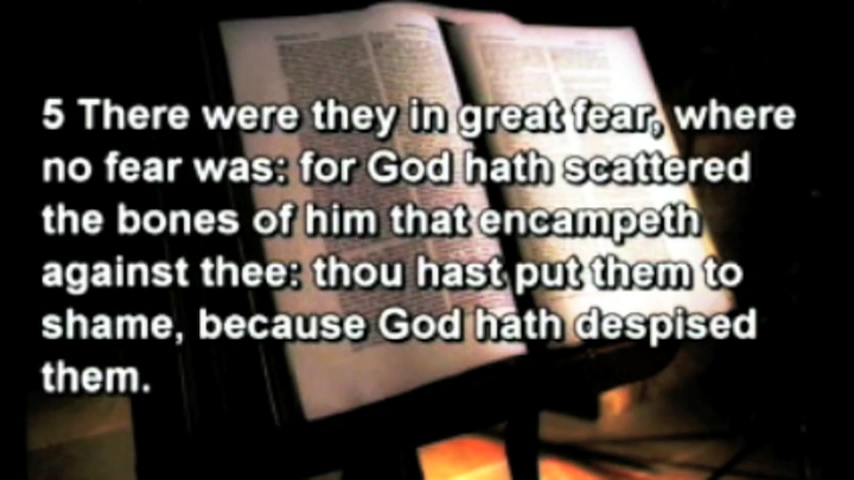 5 There were they in great fear, where
no fear was: for God hath scattered
the bones of him that encampeth
against thee: thou hast put them to
shame, because God hath despised
them.